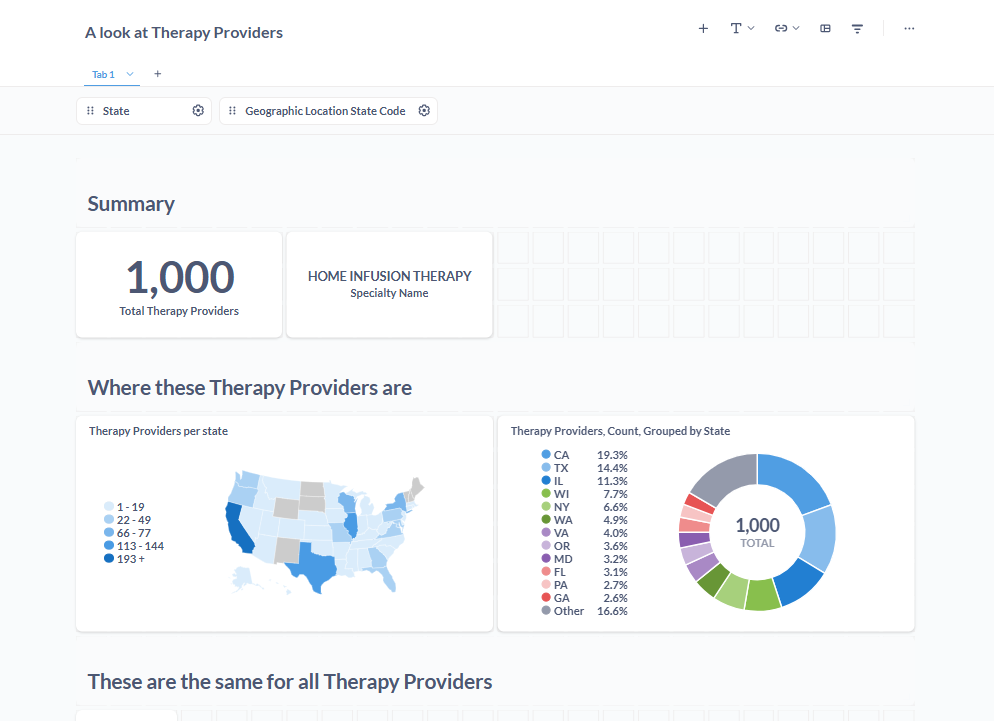 A look at Therapy Providers
Tab 1
State
Geographic Location State Code
Summary
1,000
Total Therapy Providers
HOME INFUSION THERAPY
Specialty Name
Where these Therapy Providers are
Therapy Providers per state
1 - 19
22 - 49
66 - 77
113 - 144
193 +
Therapy Providers, Count, Grouped by State
CA 19.3%
TX 14.4%
IL 11.3%
WI 7.7%
NY 6.6%
WA 4.9%
VA 4.0%
OR 3.6%
MD 3.2%
FL 3.1%
PA 2.7%
GA 2.6%
Other 16.6%
1,000
TOTAL
These are the same for all Therapy Providers